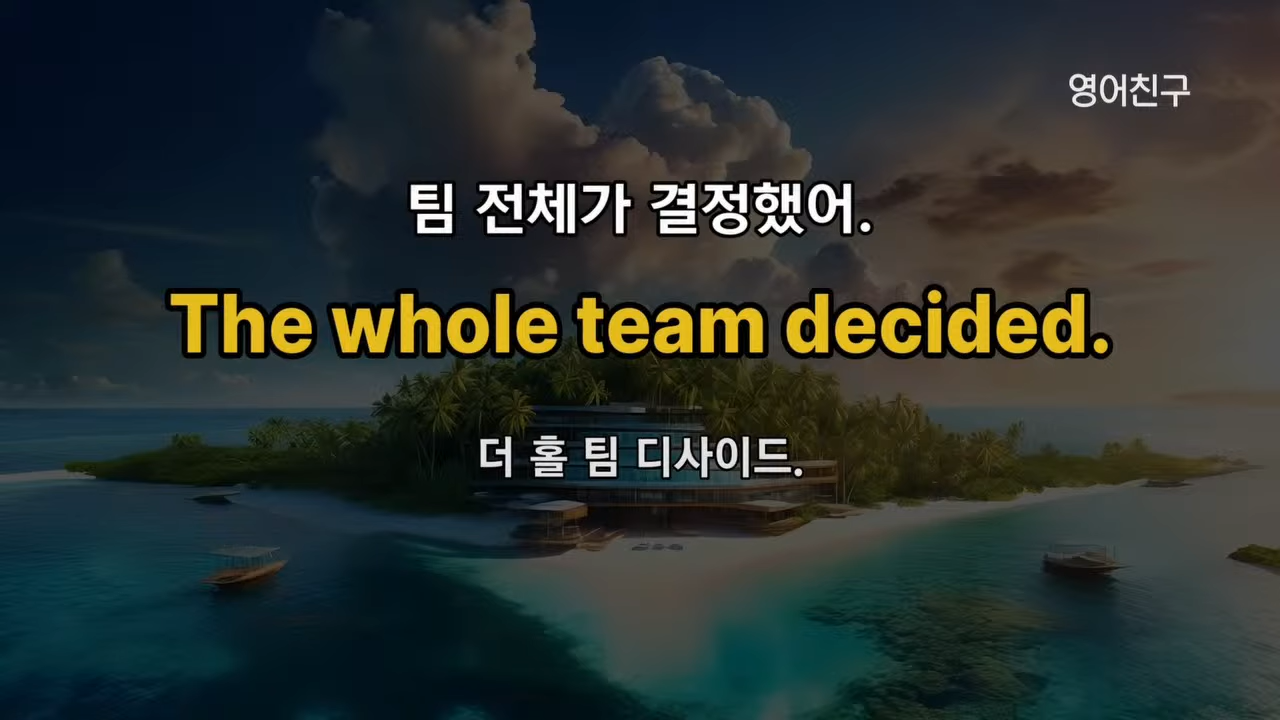 영어친구
팀 전체가 결정했어.
The whole team decided.
더 홀 팀 디사이드.